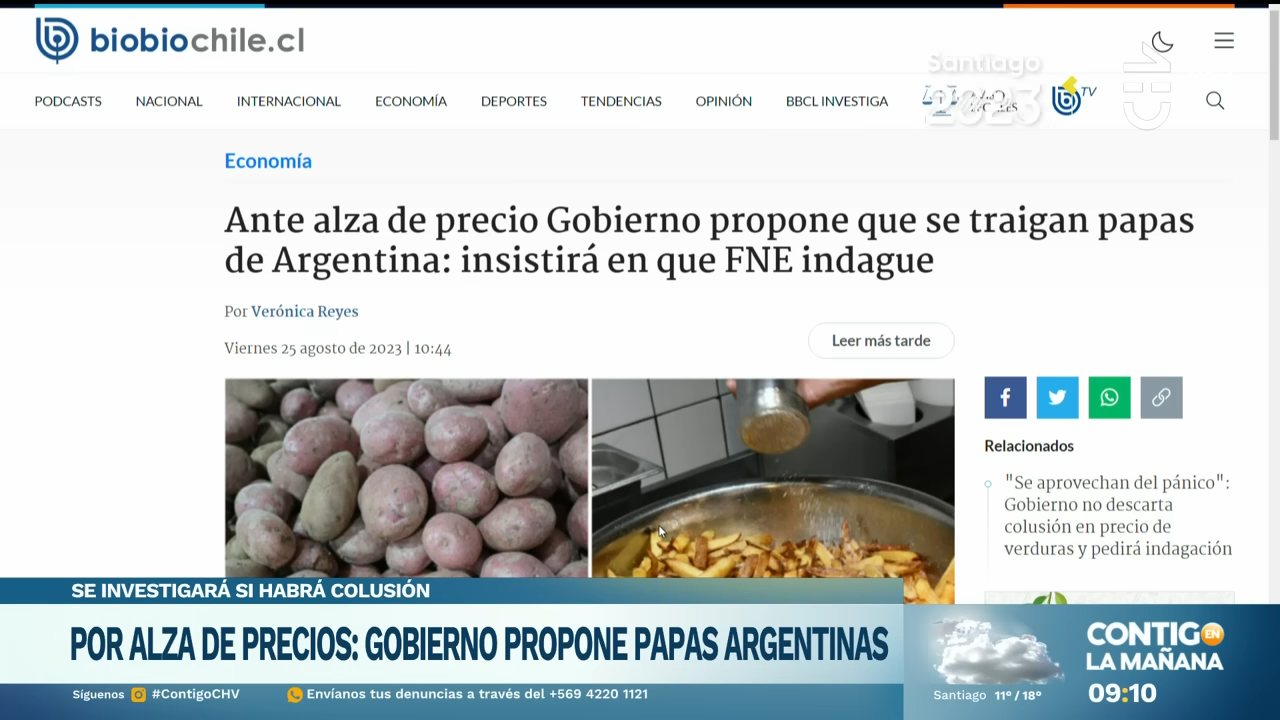 biobiochile.cl
Santiago
2023
CHV
PODCASTS NACIONAL INTERNACIONAL ECONOMÍA DEPORTES TENDENCIAS OPINIÓN BBCL INVESTIGA
TV
Economía
Ante alza de precio Gobierno propone que se traigan papas
de Argentina: insistirá en que FNE indague
Por Verónica Reyes
Viernes 25 agosto de 2023 | 10:44
Leer más tarde
Relacionados
"Se aprovechan del pánico":
Gobierno no descarta
colusión en precio de
verduras y pedirá indagación
SE INVESTIGARÁ SI HABRÁ COLUSIÓN
POR ALZA DE PRECIOS: GOBIERNO PROPONE PAPAS ARGENTINAS
Síguenos #ContigoCHV Envíanos tus denuncias a través del +569 4220 1121
Santiago 11° / 18°
CONTIGO EN
LA MAÑANA
09:10